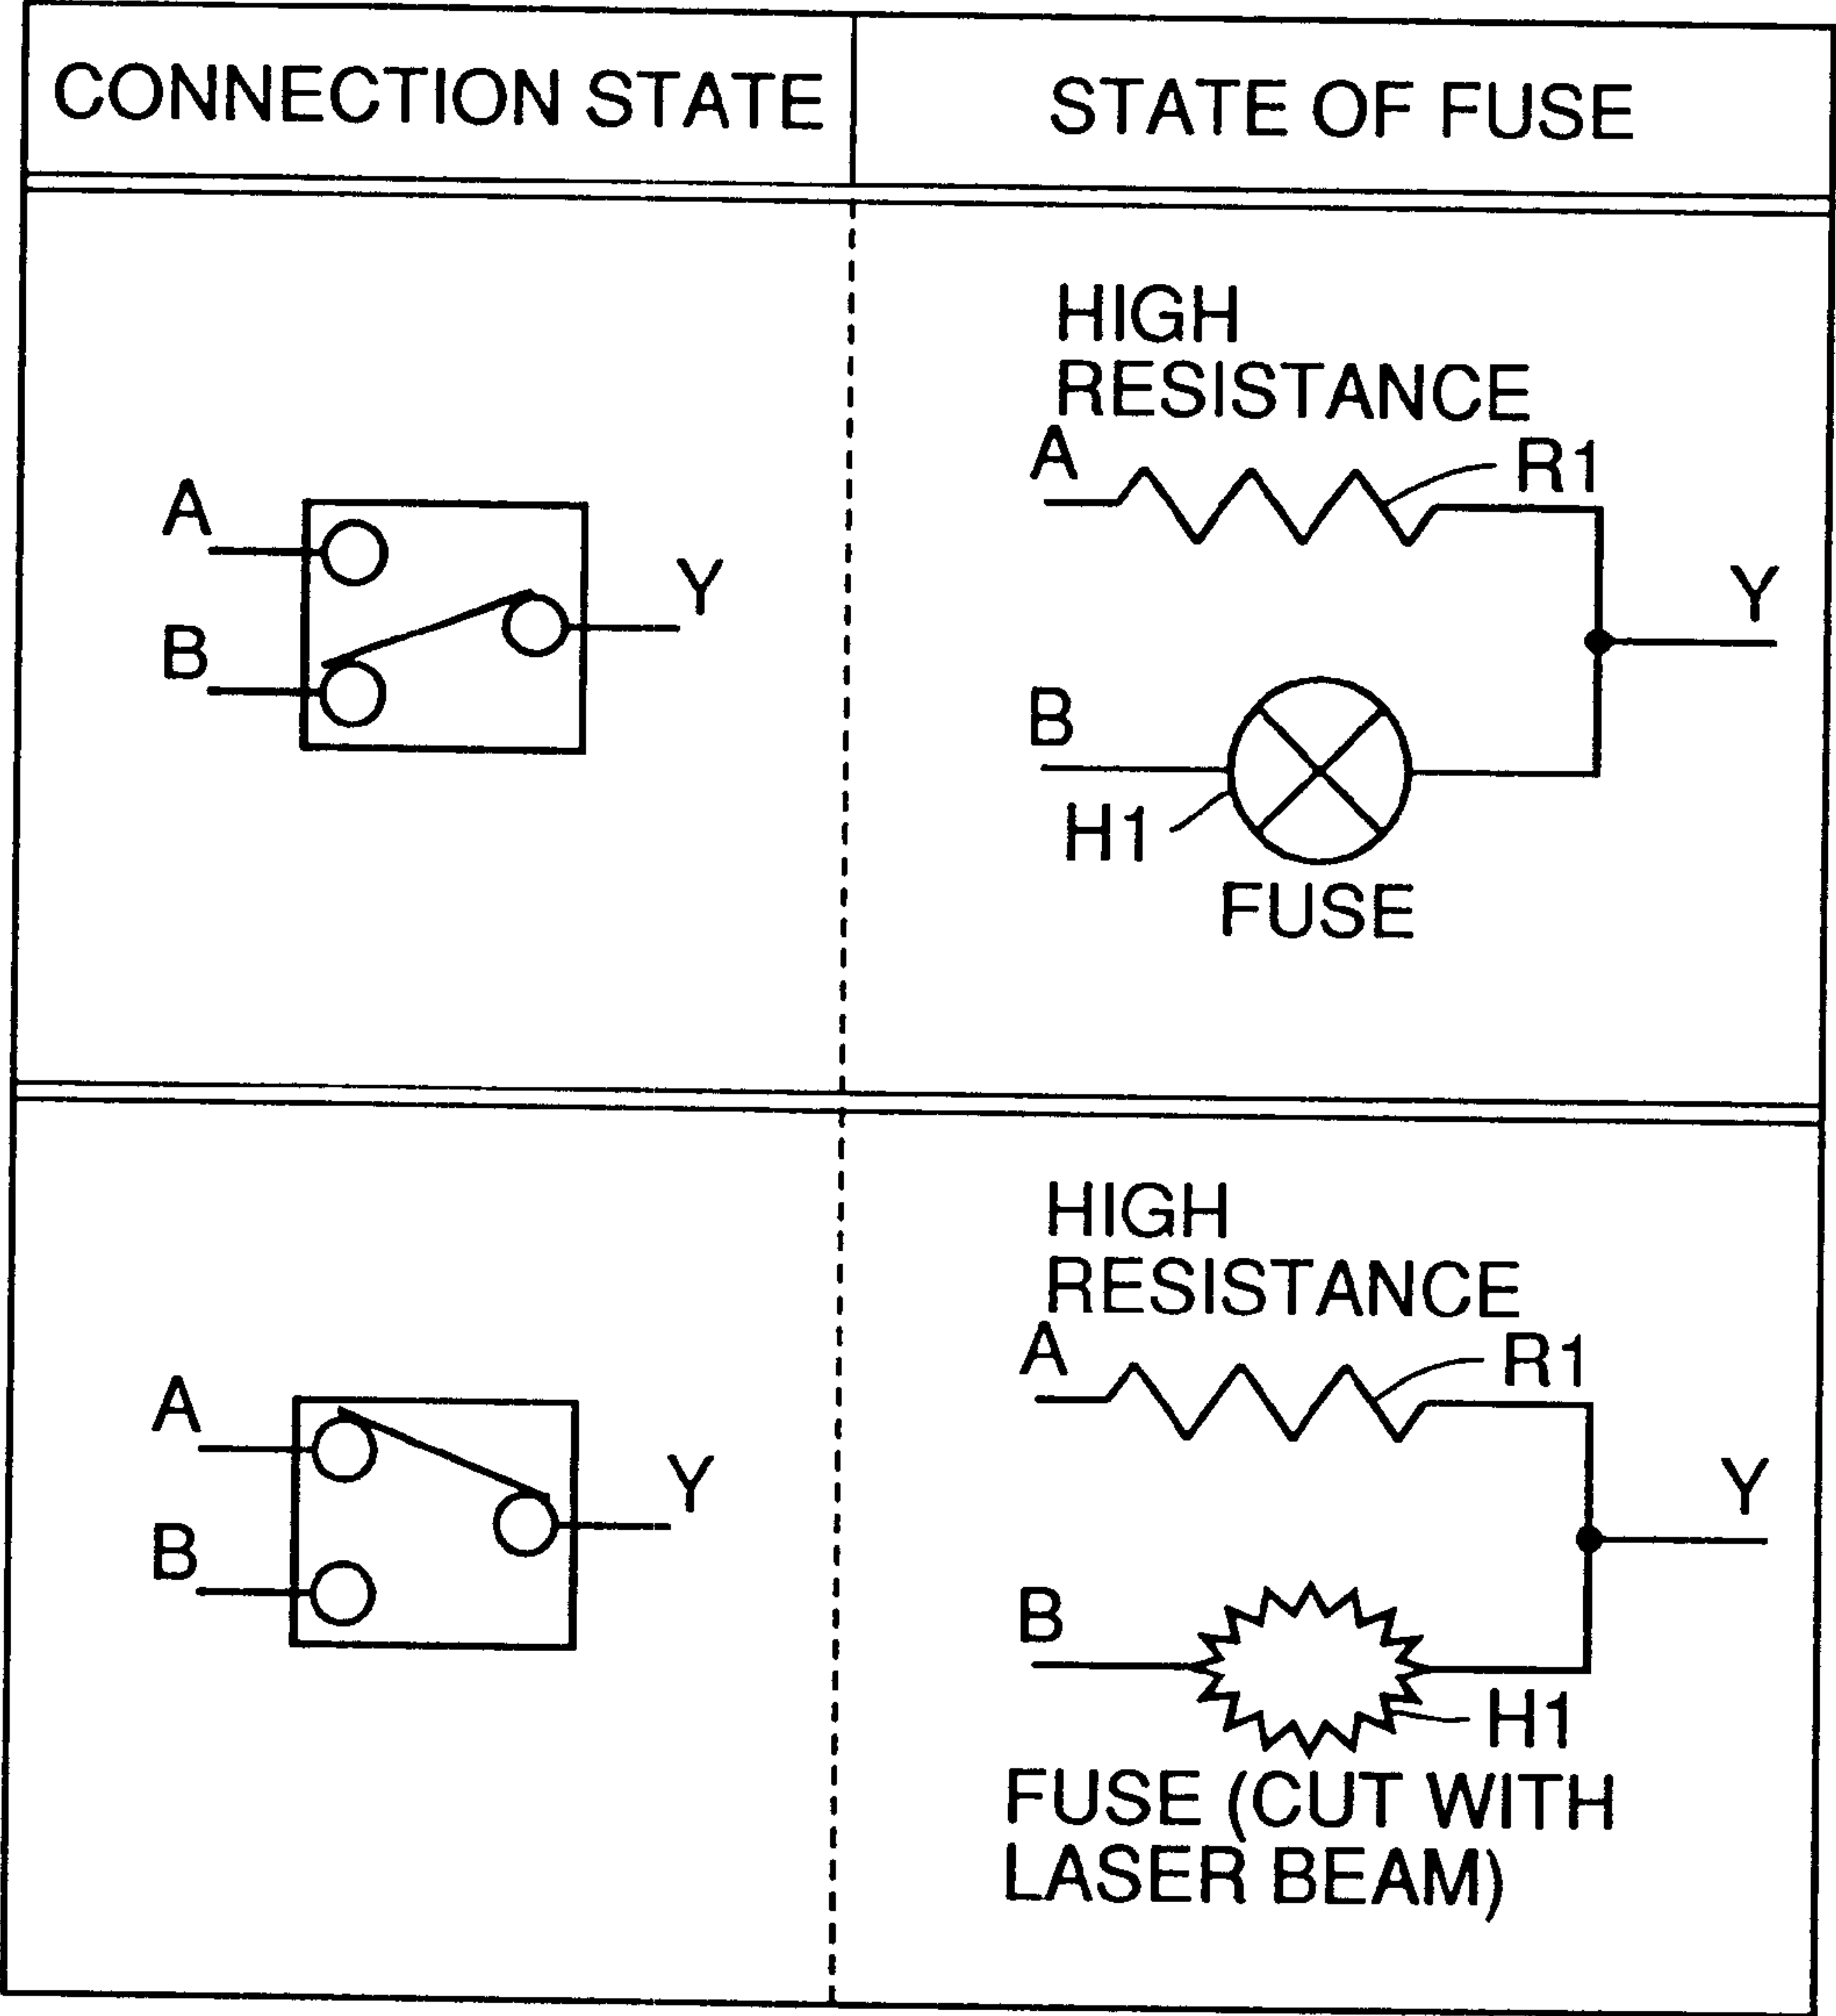 CONNECTION STATE
STATE OF FUSE
A
B
Y
HIGH
RESISTANCE
A
R1
Y
B
H1
FUSE
A
B
Y
HIGH
RESISTANCE
A
R1
Y
B
H1
FUSE (CUT WITH
LASER BEAM)